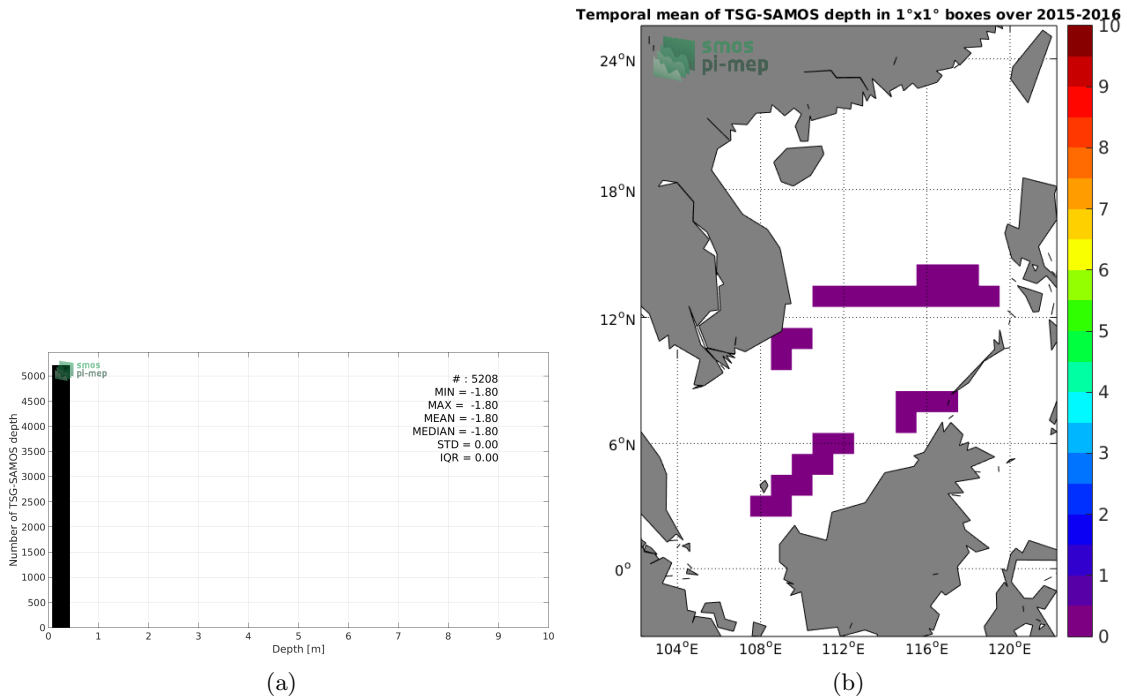 Temporal mean of TSG-SAMOS depth in 1°x1° boxes over 2015-2016
smos
pi-mep
24°N
18°N
12°N
6°N
0°
104°E 108°E 112°E 116°E 120°E
10
9
8
7
6
5
4
3
2
1
0
smos
pi-mep
# : 5208
MIN = -1.80
MAX = -1.80
MEAN = -1.80
MEDIAN = -1.80
STD = 0.00
IQR = 0.00
Number of TSG-SAMOS depth
5000
4500
4000
3500
3000
2500
2000
1500
1000
500
0
0 1 2 3 4 5 6 7 8 9 10
Depth [m]
(a)
(b)